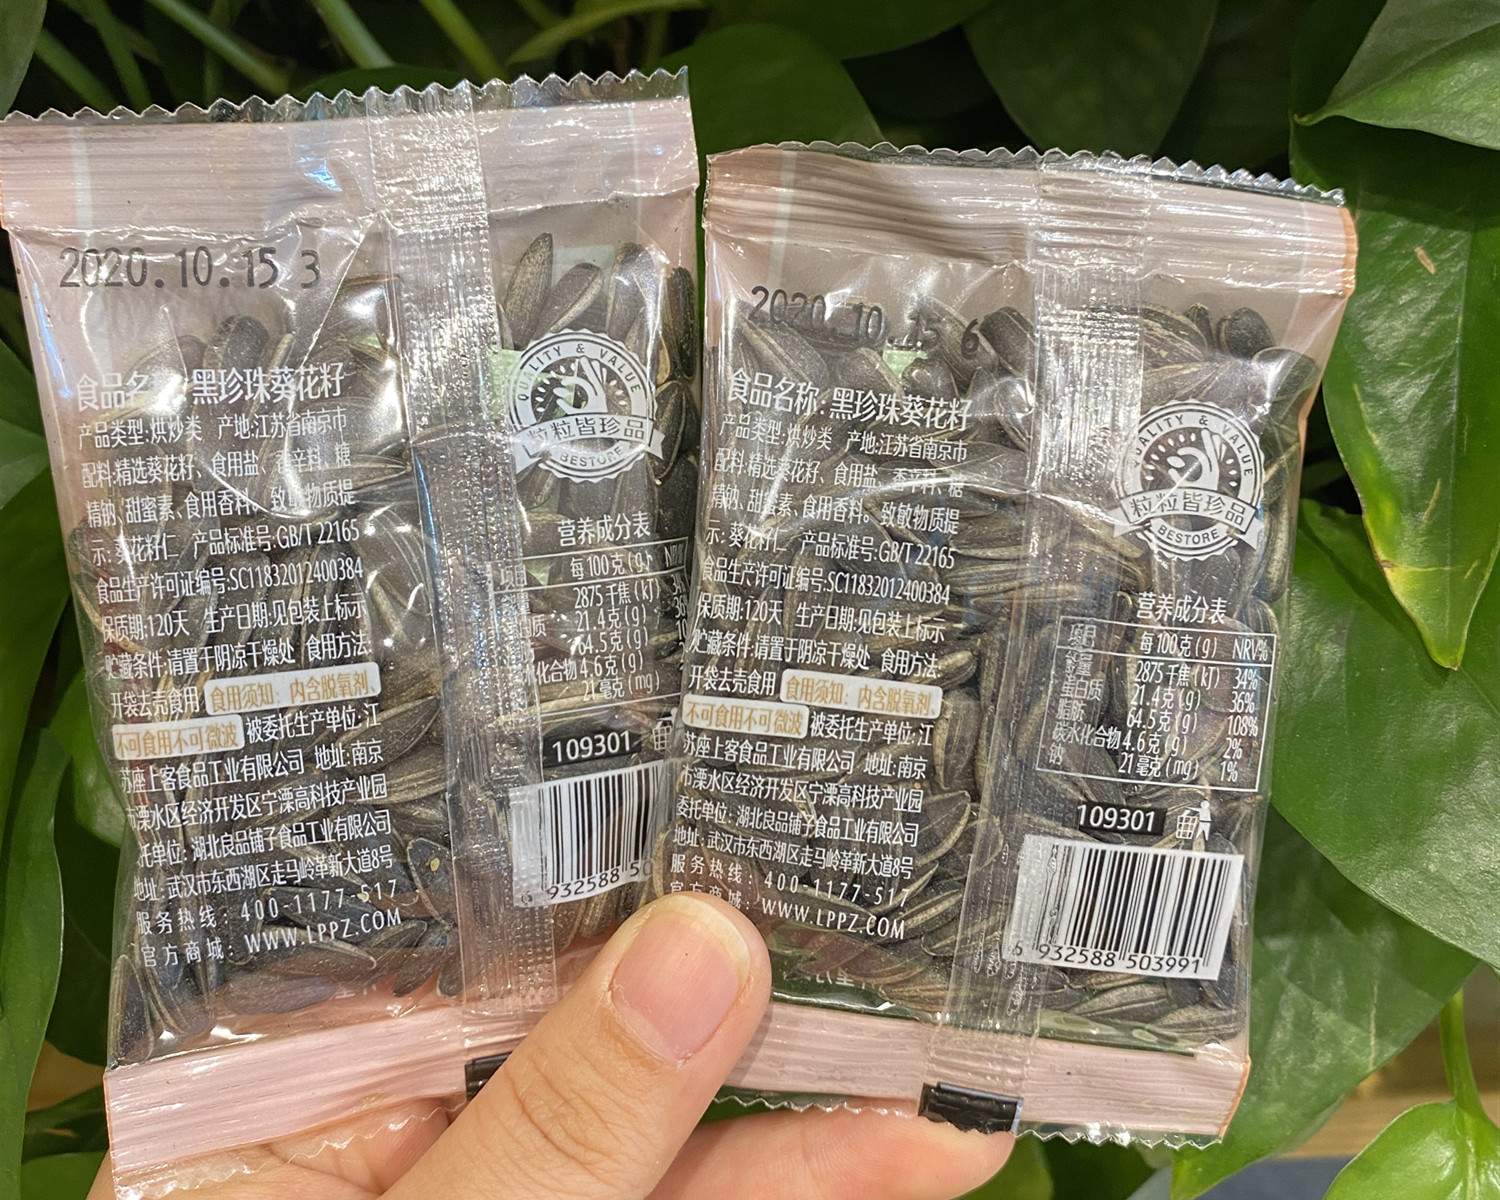 2020.10.15 3
食品名 :黑珍珠葵花籽
产品类型:烘炒类 产地:江苏省南京市
配料:精选葵花籽、食用盐、香辛料、糖
精钠、甜蜜素、食用香料。致敏物质提
示: 葵花籽仁 产品标准号:GB/T 22165
食品生产许可证编号:SC11832012400384
保质期:120天 生产日期:见包装上标示
贮藏条件:请置于阴凉干燥处 食用方法:
开袋去壳食用 食用须知: 内含脱氧剂,
不可食用不可微波 被委托生产单位:江
苏座上客食品工业有限公司 地址:南京
市溧水区经济开发区宁溧高科技产业园
托单位: 湖北良品铺子食品工业有限公司
地址: 武汉市东西湖区走马岭革新大道8号
服务热线: 400-1177-517
官方商城: WWW.LPPZ.COM
QUALITY & VALUE
粒粒皆珍品
BESTORE
营养成分表
项目 每100克(g) NRV
2875千焦(kJ)
质 21.4克(g)
64.5克(g)
水化合物 4.6克(g)
21毫克(mg)
109301
6 932588 50
2020.10.15 6
食品名称:黑珍珠葵花籽
产品类型:烘炒类 产地:江苏省南京市
配料:精选葵花籽、食用盐、香辛料、糖
精钠、甜蜜素、食用香料。致敏物质提
示: 葵花籽仁 产品标准号:GB/T 22165
食品生产许可证编号:SC11832012400384
保质期:120天 生产日期:见包装上标示
贮藏条件:请置于阴凉干燥处 食用方法:
开袋去壳食用 食用须知: 内含脱氧剂,
不可食用不可微波 被委托生产单位:江
苏座上客食品工业有限公司 地址:南京
市溧水区经济开发区宁溧高科技产业园
委托单位: 湖北良品铺子食品工业有限公司
地址: 武汉市东西湖区走马岭革新大道8号
服务热线: 400-1177-517
官方商城: WWW.LPPZ.COM
QUALITY & VALUE
粒粒皆珍品
BESTORE
营养成分表
项目 每100克(g) NRV%
能量 2875千焦(kJ) 34%
蛋白质 21.4克(g) 36%
脂肪 64.5克(g) 108%
碳水化合物 4.6克(g) 2%
钠 21毫克(mg) 1%
109301
6 932588 503991